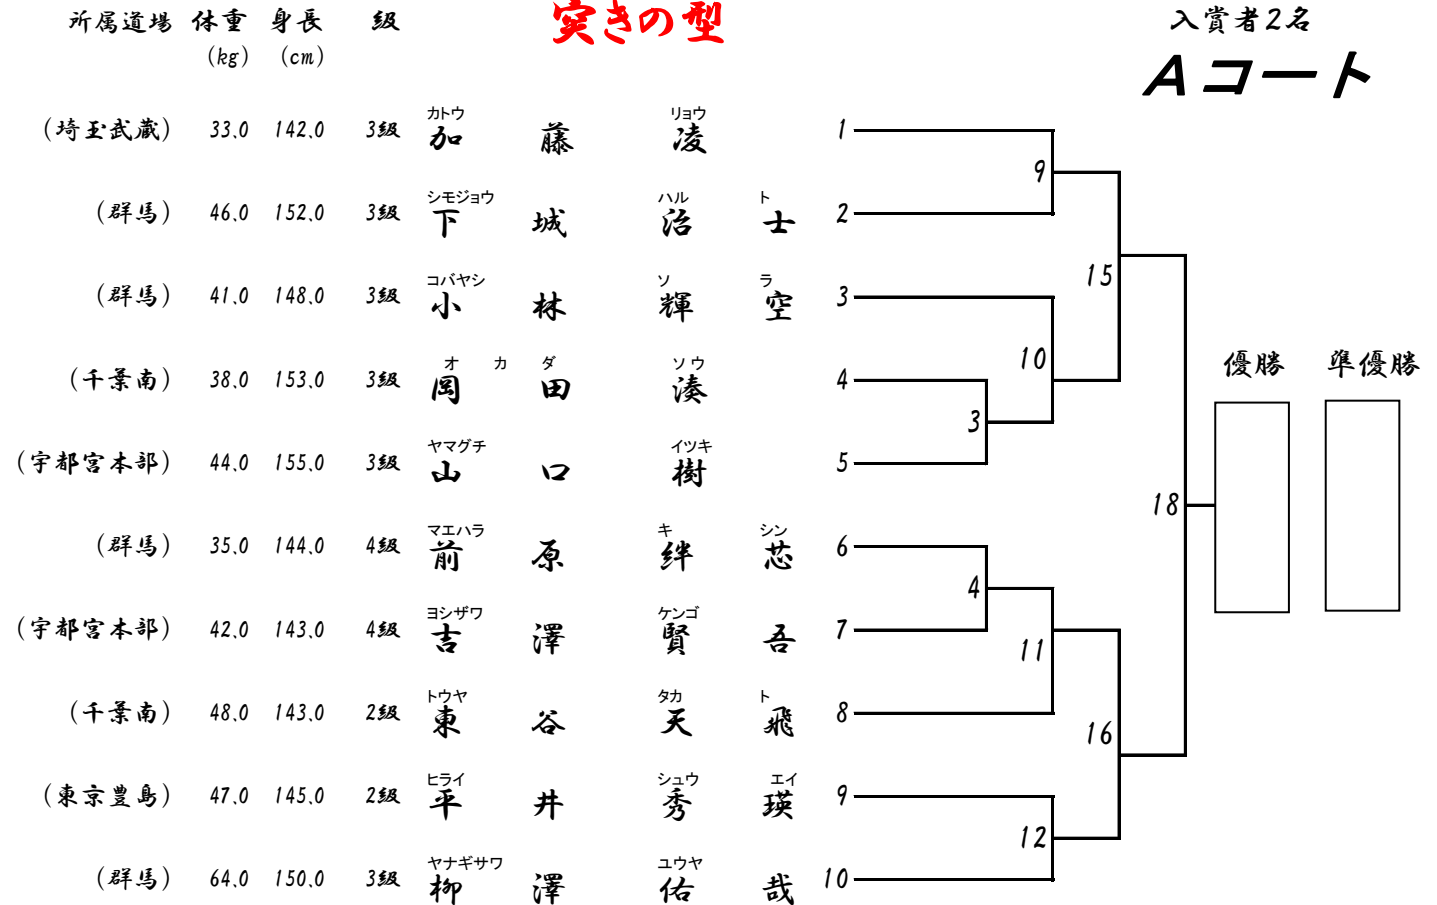 所属道場 体重 身長 級 突きの型 入賞者2名
(kg) (cm)
Aコート
カトウ リョウ
(埼玉武蔵) 33.0 142.0 3級 加 藤 凌 1
9
シモジョウ ハル ト
(群馬) 46.0 152.0 3級 下 城 治 士 2
15
コバヤシ ソ ラ
(群馬) 41.0 148.0 3級 小 林 輝 空 3
10
優勝 準優勝
オ カ ダ ソウ
(千葉南) 38.0 153.0 3級 岡 田 湊 4
3
ヤマグチ イツキ
(宇都宮本部) 44.0 155.0 3級 山 口 樹 5
18
マエハラ キ シン
(群馬) 35.0 144.0 4級 前 原 絆 芯 6
4
ヨシザワ ケンゴ
(宇都宮本部) 42.0 143.0 4級 吉 澤 賢 吾 7
11
トウヤ タカ ト
(千葉南) 48.0 143.0 2級 東 谷 天 飛 8
16
ヒライ シュウ エイ
(東京豊島) 47.0 145.0 2級 平 井 秀 瑛 9
12
ヤナギサワ ユウヤ
(群馬) 64.0 150.0 3級 柳 澤 佑 哉 10